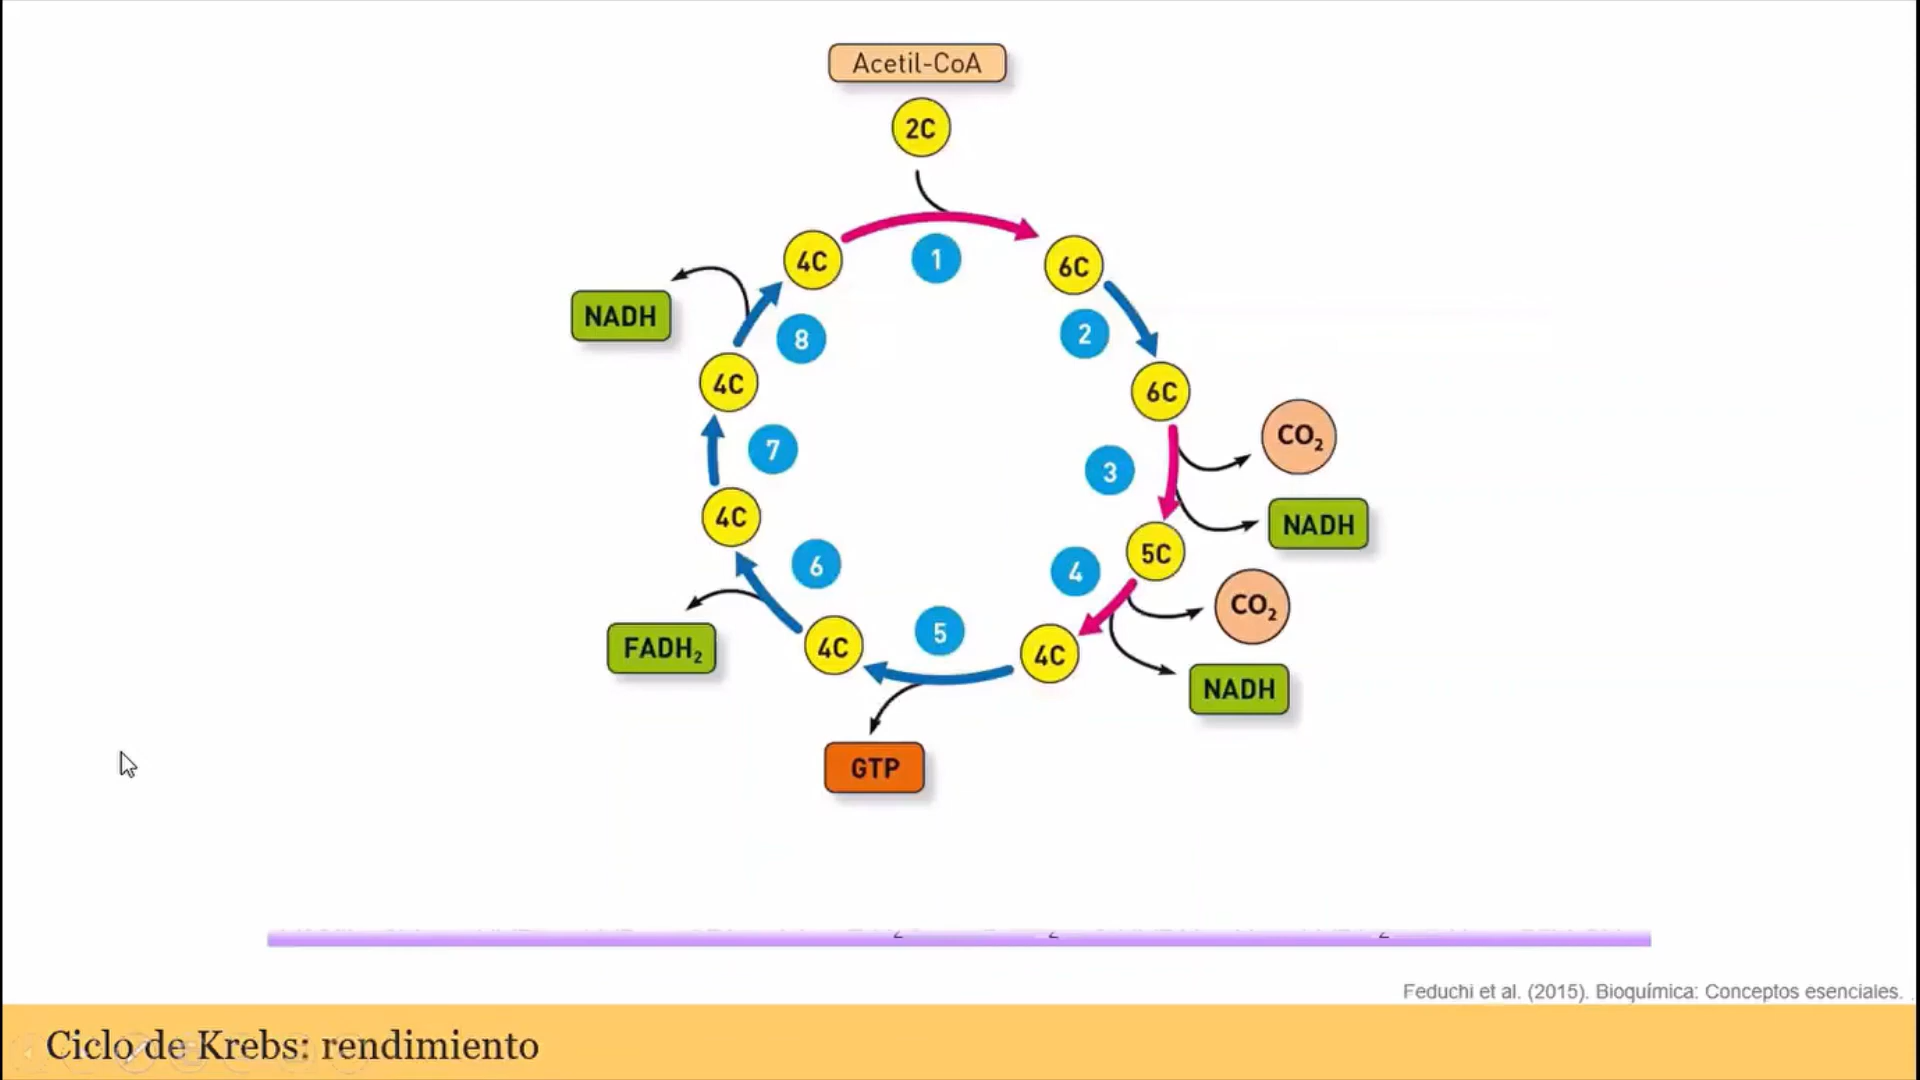 Acetil-CoA
2C
4C
1
6C
NADH
8
2
4C
6C
CO₂
7
3
NADH
4C
5C
6
4
CO₂
FADH₂
4C
5
4C
NADH
GTP
Feduchi et al. (2015). Bioquímica: Conceptos esenciales.
Ciclo de Krebs: rendimiento